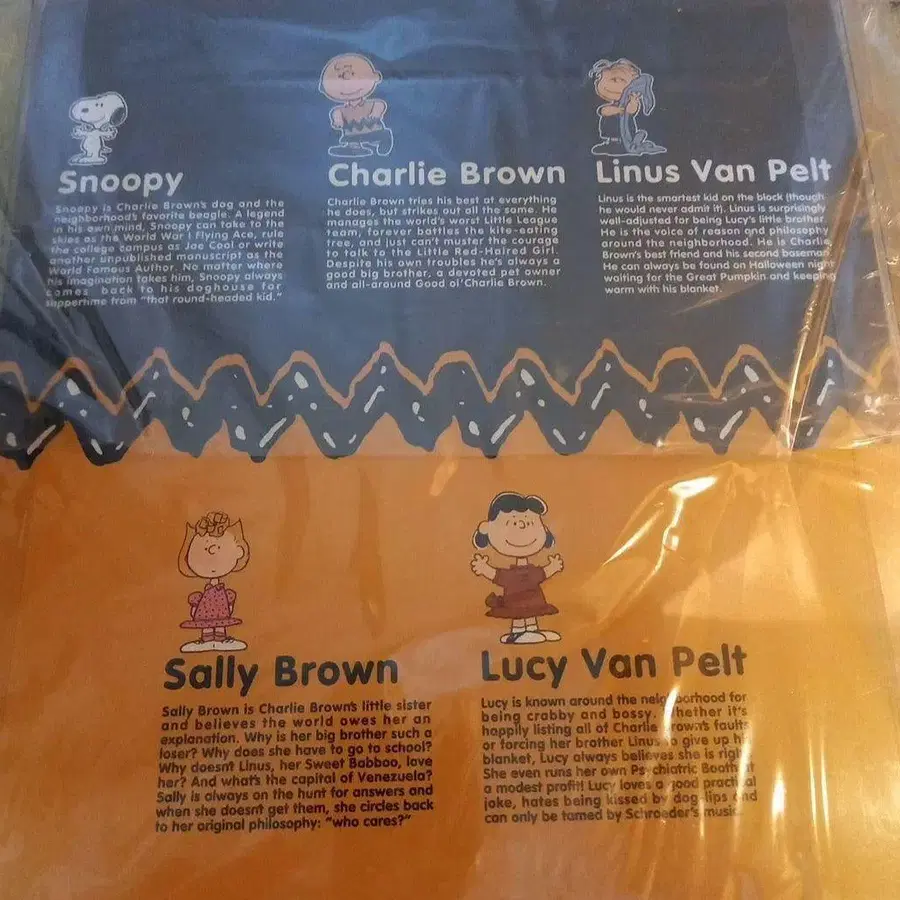 Snoopy
Snoopy is Charlie Brown's dog and the
neighborhood's favorite beagle. A legend
in his own mind, Snoopy can take to the
skies as the World War I Flying Ace, rule
the college campus as Joe Cool or write
another unpublished manuscript as the
World Famous Author. No matter where
his imagination takes him, Snoopy always
comes back to his doghouse for
suppertime from "that round-headed kid."
Charlie Brown
Charlie Brown tries his best at everything
he does, but strikes out all the same. He
manages the world's worst Little League
team, forever battles the kite-eating
tree, and just can't muster the courage
to talk to the Little Red-Haired Girl.
Despite his own troubles he's always a
good big brother, a devoted pet owner
and all-around Good ol' Charlie Brown.
Linus Van Pelt
Linus is the smartest kid on the block (though
he would never admit it). Linus is surprisingly
well-adjusted for being Lucy's little brother.
He is the voice of reason and philosophy
around the neighborhood. He is Charlie
Brown's best friend and his second baseman.
He can always be found on Halloween night
waiting for the Great Pumpkin and keeping
warm with his blanket.
Sally Brown
Sally Brown is Charlie Brown's little sister
and believes the world owes her an
explanation. Why is her big brother such a
loser? Why does she have to go to school?
Why doesn't Linus, her Sweet Babboo, love
her? And what's the capital of Venezuela?
Sally is always on the hunt for answers and
when she doesn't get them, she circles back
to her original philosophy: "who cares?"
Lucy Van Pelt
Lucy is known around the neighborhood for
being crabby and bossy. Whether it's
happily listing all of Charlie Brown's faults
or forcing her brother Linus to give up his
blanket, Lucy always believes she is right.
She even runs her own Psychiatric Booth at
a modest profit! Lucy loves a good practical
joke, hates being kissed by dog lips and
can only be tamed by Schroeder's music.